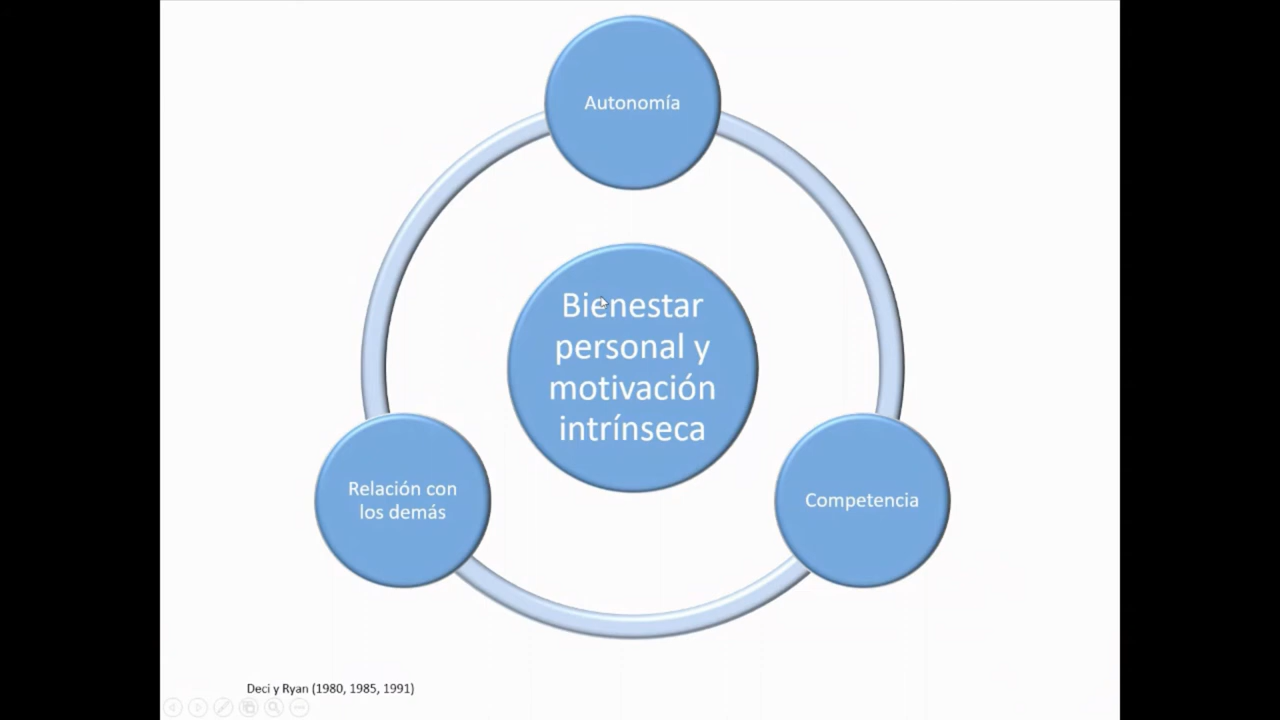 Autonomía
Bienestar
personal y
motivación
intrínseca
Relación con
los demás
Competencia
Deci y Ryan (1980, 1985, 1991)